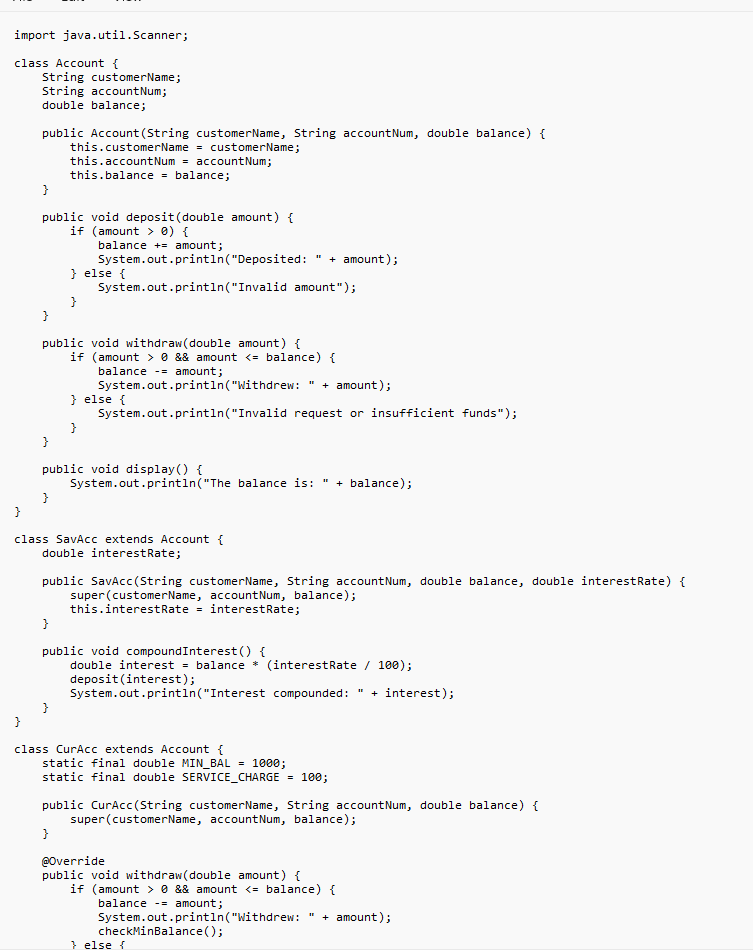 import java.util.Scanner;
class Account {
String customerName;
String accountNum;
double balance;
public Account(String customerName, String accountNum, double balance) {
this.customerName = customerName;
this.accountNum = accountNum;
this.balance = balance;
}
public void deposit(double amount) {
if (amount > 0) {
balance += amount;
System.out.println("Deposited: " + amount);
} else {
System.out.println("Invalid amount");
}
}
public void withdraw(double amount) {
if (amount > 0 && amount <= balance) {
balance -= amount;
System.out.println("Withdrew: " + amount);
} else {
System.out.println("Invalid request or insufficient funds");
}
}
public void display() {
System.out.println("The balance is: " + balance);
}
}
class SavAcc extends Account {
double interestRate;
public SavAcc(String customerName, String accountNum, double balance, double interestRate) {
super(customerName, accountNum, balance);
this.interestRate = interestRate;
}
public void compoundInterest() {
double interest = balance * (interestRate / 100);
deposit(interest);
System.out.println("Interest compounded: " + interest);
}
}
class CurAcc extends Account {
static final double MIN_BAL = 1000;
static final double SERVICE_CHARGE = 100;
public CurAcc(String customerName, String accountNum, double balance) {
super(customerName, accountNum, balance);
}
@Override
public void withdraw(double amount) {
if (amount > 0 && amount <= balance) {
balance -= amount;
System.out.println("Withdrew: " + amount);
checkMinBalance();
} else {